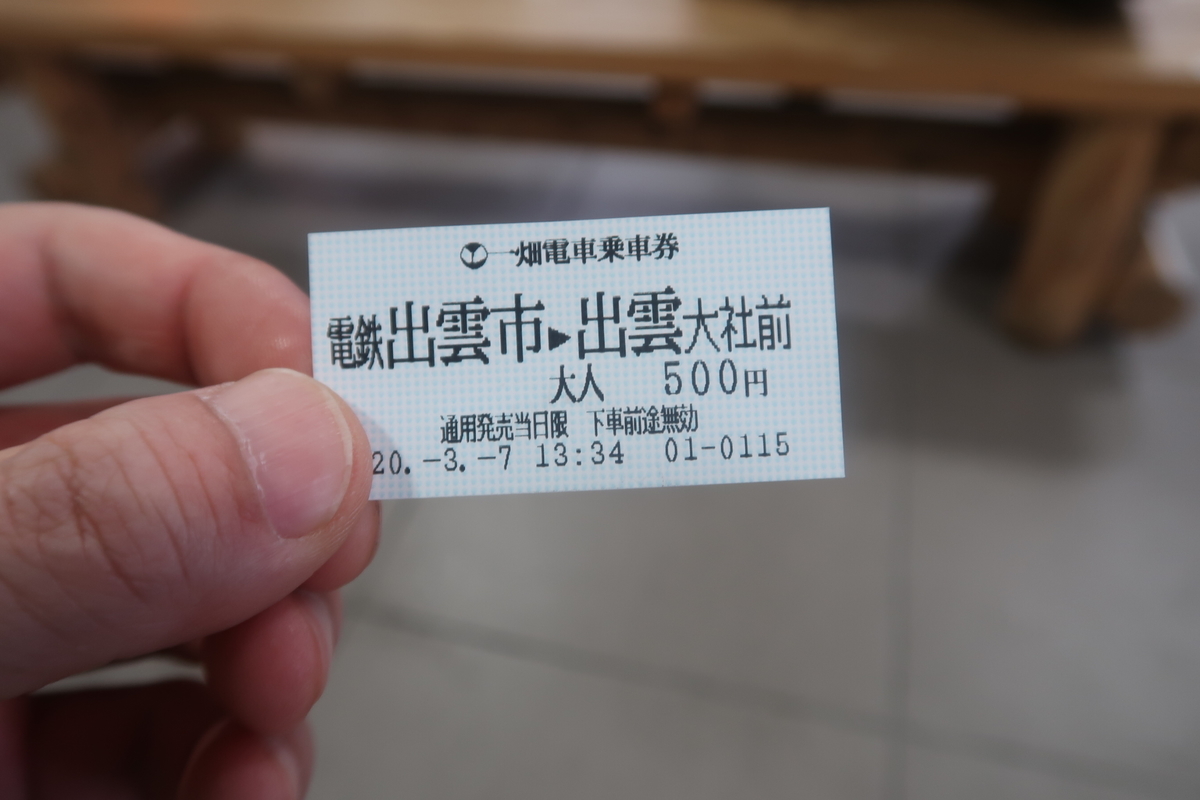 一畑電車乗車券
電鉄出雲市▶出雲大社前
大人 500円
通用発売当日限 下車前途無効
20.-3.-7 13:34 01-0115